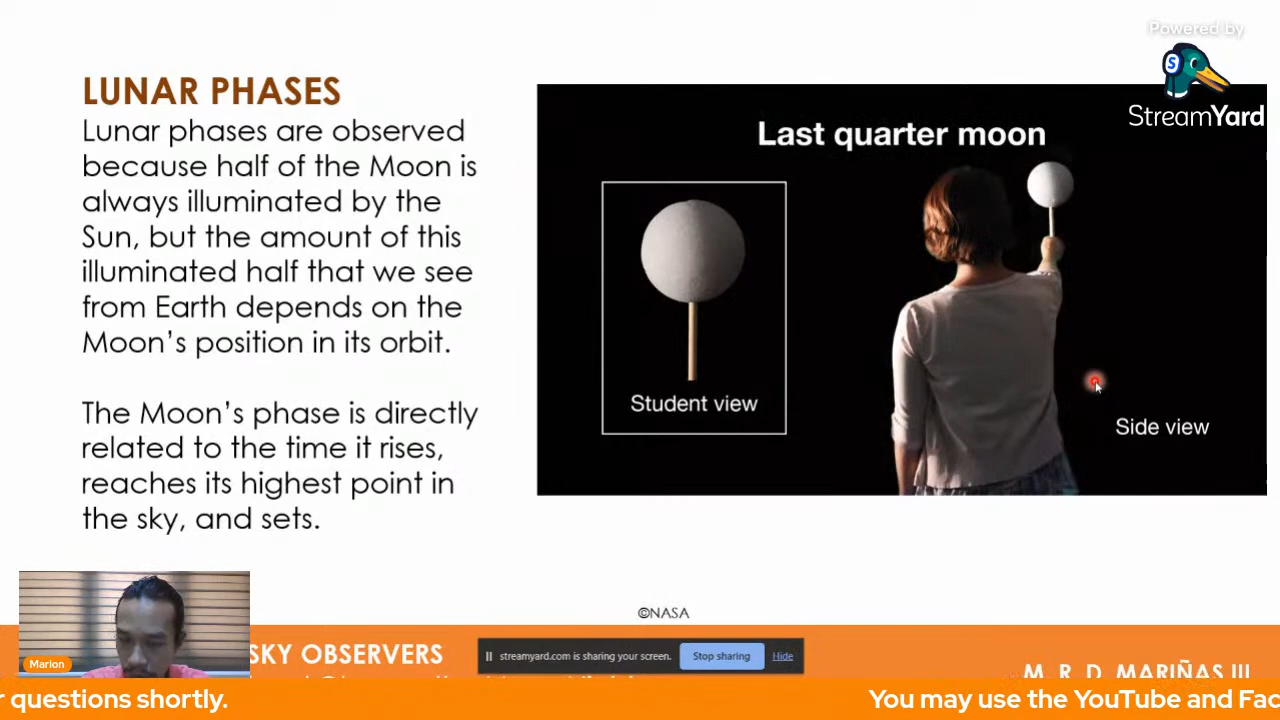 Powered by
StreamYard
LUNAR PHASES
Lunar phases are observed
because half of the Moon is
always illuminated by the
Sun, but the amount of this
illuminated half that we see
from Earth depends on the
Moon’s position in its orbit.
The Moon’s phase is directly
related to the time it rises,
reaches its highest point in
the sky, and sets.
Last quarter moon
Student view
Side view
©NASA
SKY OBSERVERS
streamyard.com is sharing your screen.
Stop sharing
Hide
M. R. D. MARIÑAS III
Marlon
questions shortly.
You may use the YouTube and